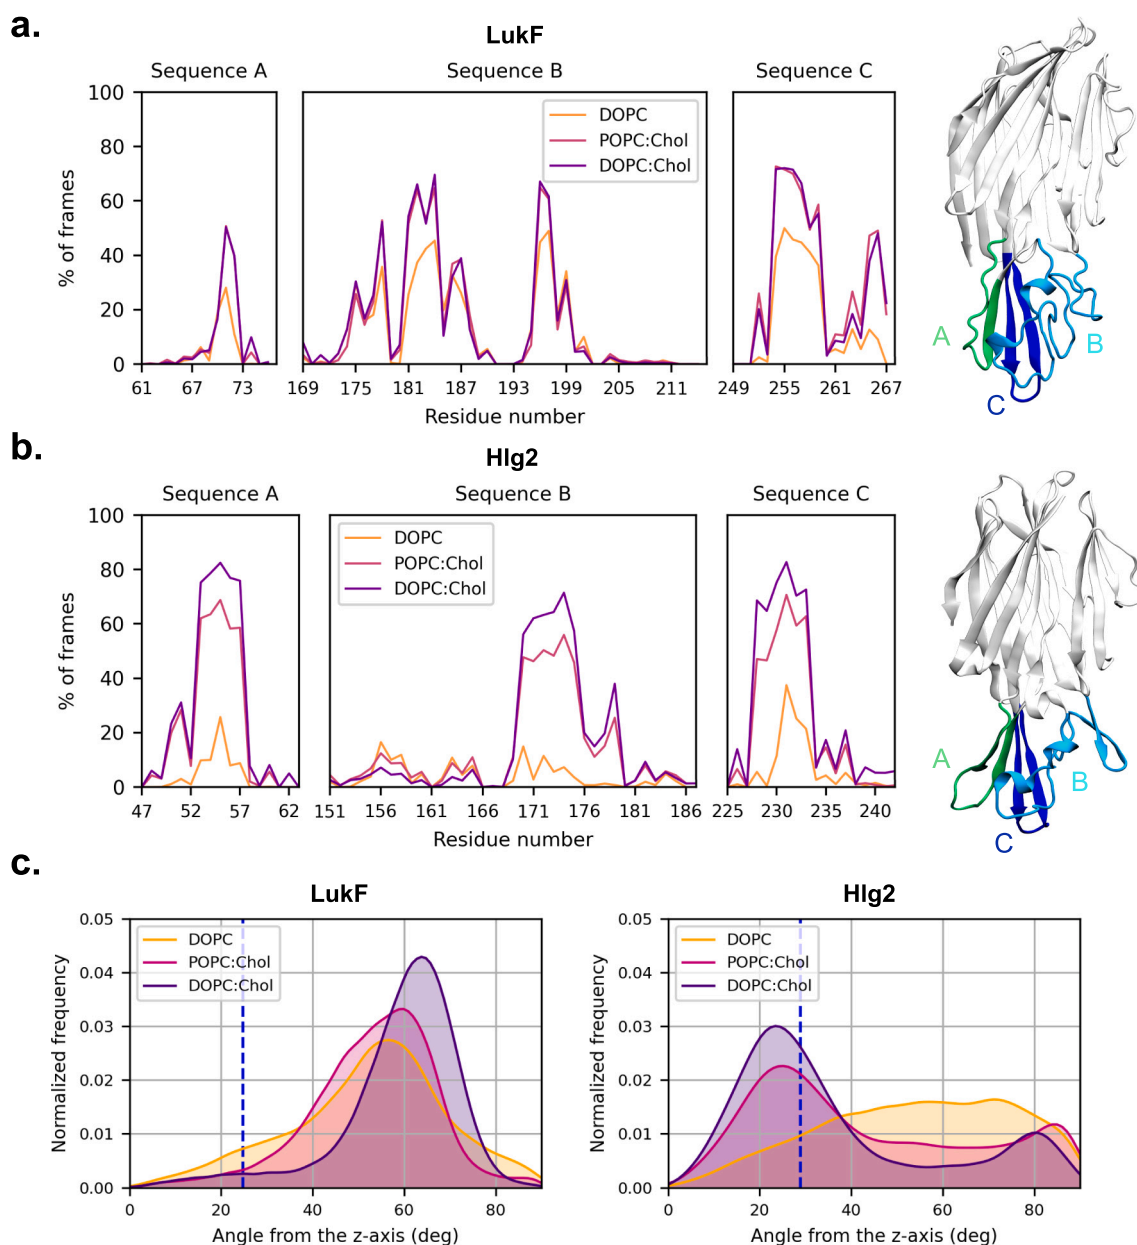 a.
LukF
Sequence A
Sequence B
Sequence C
% of frames
100
80
60
40
20
0
DOPC
POPC:Chol
DOPC:Chol
61 67 73
169 175 181 187 193 199 205 211
249 255 261 267
Residue number
A
B
C
b.
Hlg2
Sequence A
Sequence B
Sequence C
% of frames
100
80
60
40
20
0
DOPC
POPC:Chol
DOPC:Chol
47 52 57 62
151 156 161 166 171 176 181 186
225 230 235 240
Residue number
A
B
C
c.
LukF
Normalized frequency
0.05
0.04
0.03
0.02
0.01
0.00
DOPC
POPC:Chol
DOPC:Chol
0 20 40 60 80
Angle from the z-axis (deg)
Hlg2
Normalized frequency
0.05
0.04
0.03
0.02
0.01
0.00
DOPC
POPC:Chol
DOPC:Chol
0 20 40 60 80
Angle from the z-axis (deg)